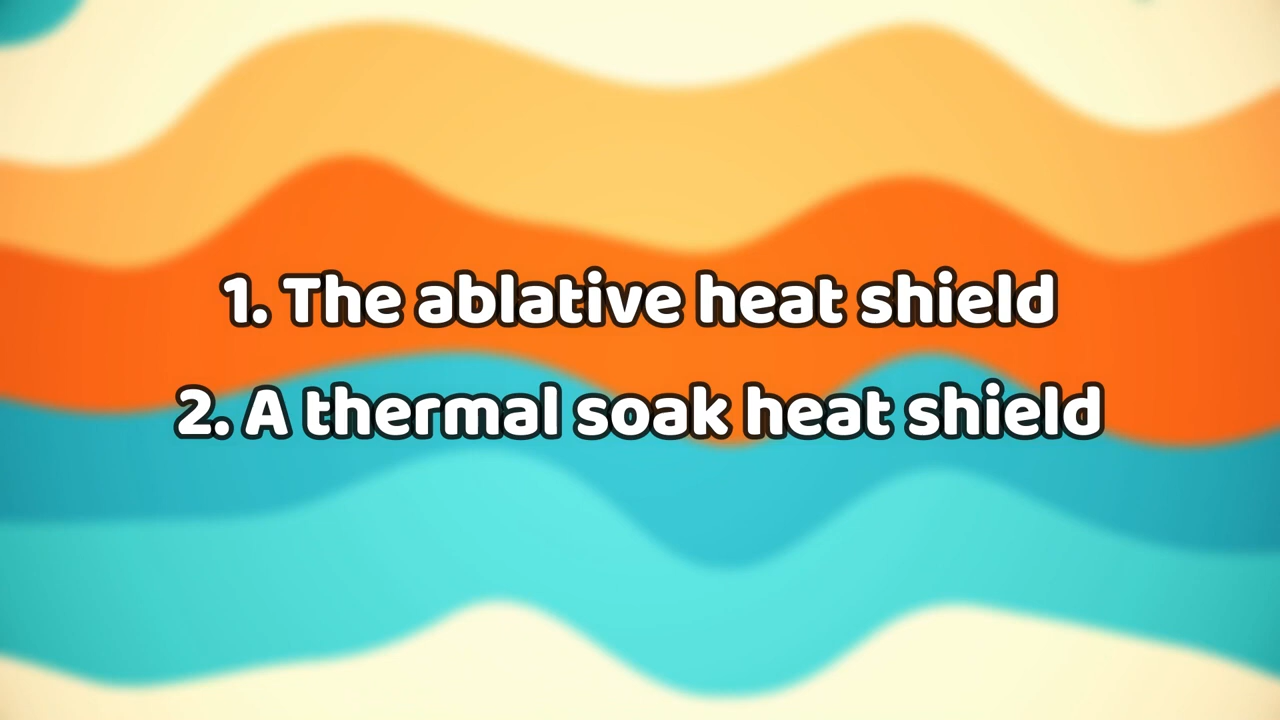 1. The ablative heat shield
2. A thermal soak heat shield